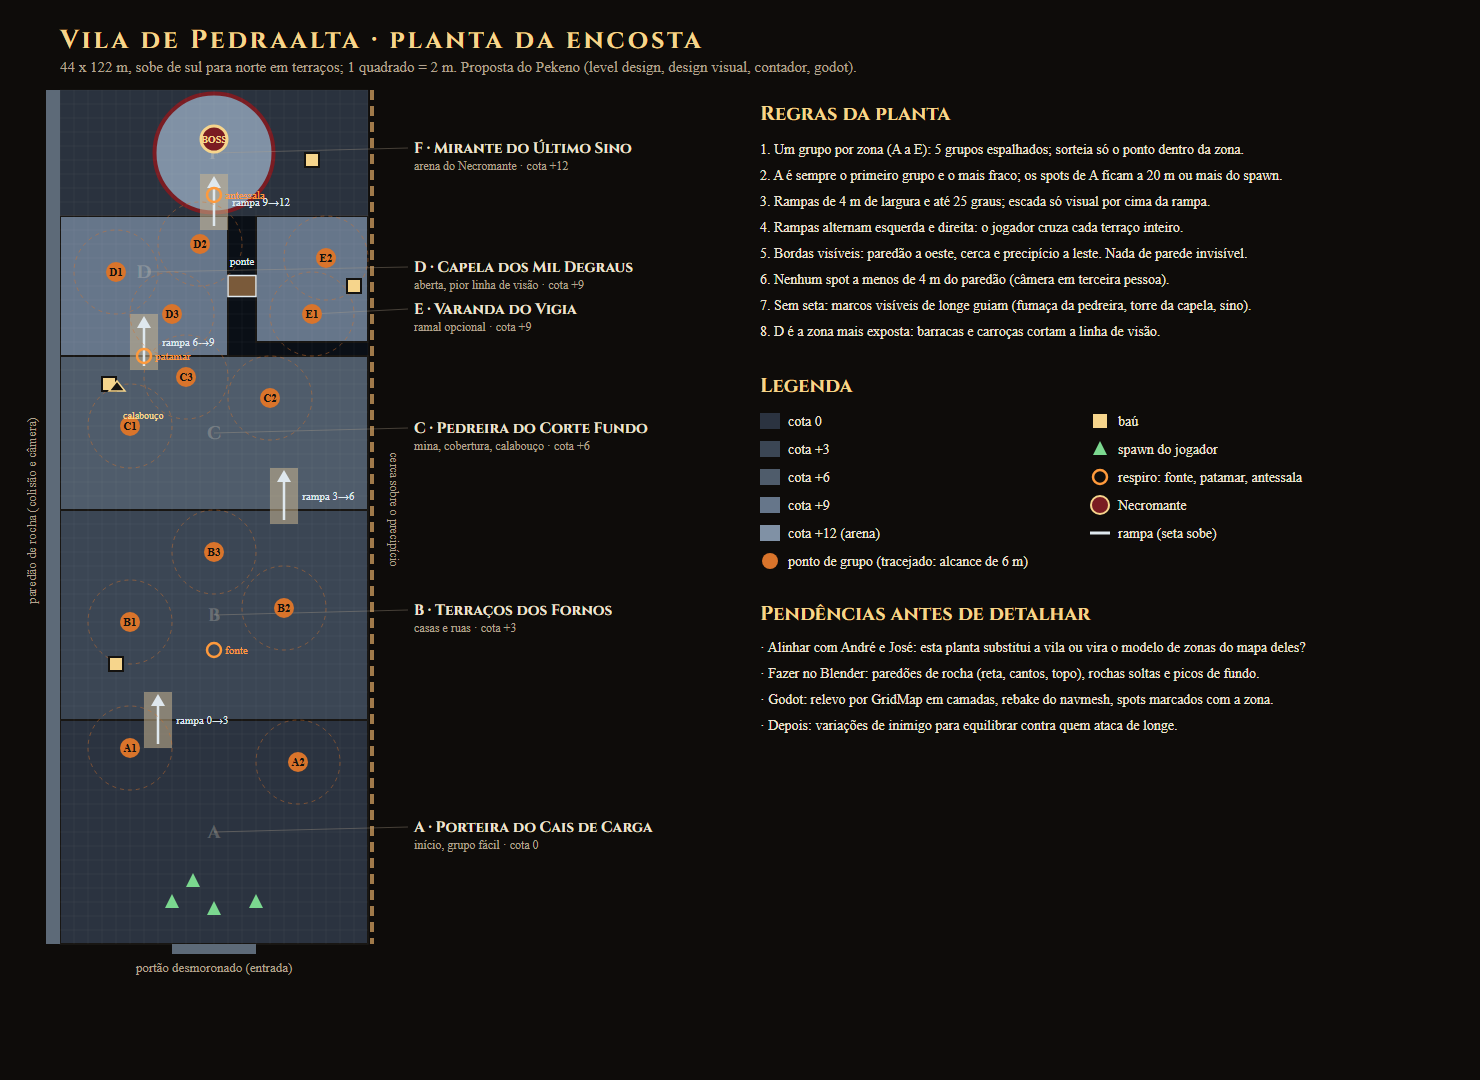 Vila de Pedraalta · planta da encosta
44 x 122 m, sobe de sul para norte em terraços; 1 quadrado = 2 m. Proposta do Pekeno (level design, design visual, contador, godot).
BOSS
antessala
rampa 9→12
D2
D1
D
D3
ponte
E2
E1
rampa 6→9
patamar
C3
C2
calabouço
C1
C
rampa 3→6
B3
B1
B
B2
fonte
rampa 0→3
A1
A2
A
portão desmoronado (entrada)
paredão de rocha (colisão e câmera)
cerca sobre o precipício
F · Mirante do Último Sino
arena do Necromante · cota +12
D · Capela dos Mil Degraus
aberta, pior linha de visão · cota +9
E · Varanda do Vigia
ramal opcional · cota +9
C · Pedreira do Corte Fundo
mina, cobertura, calabouço · cota +6
B · Terraços dos Fornos
casas e ruas · cota +3
A · Porteira do Cais de Carga
início, grupo fácil · cota 0
Regras da planta
1. Um grupo por zona (A a E): 5 grupos espalhados; sorteia só o ponto dentro da zona.
2. A é sempre o primeiro grupo e o mais fraco; os spots de A ficam a 20 m ou mais do spawn.
3. Rampas de 4 m de largura e até 25 graus; escada só visual por cima da rampa.
4. Rampas alternam esquerda e direita: o jogador cruza cada terraço inteiro.
5. Bordas visíveis: paredão a oeste, cerca e precipício a leste. Nada de parede invisível.
6. Nenhum spot a menos de 4 m do paredão (câmera em terceira pessoa).
7. Sem seta: marcos visíveis de longe guiam (fumaça da pedreira, torre da capela, sino).
8. D é a zona mais exposta: barracas e carroças cortam a linha de visão.
Legenda
cota 0
cota +3
cota +6
cota +9
cota +12 (arena)
ponto de grupo (tracejado: alcance de 6 m)
baú
spawn do jogador
respiro: fonte, patamar, antessala
Necromante
rampa (seta sobe)
Pendências antes de detalhar
· Alinhar com André e José: esta planta substitui a vila ou vira o modelo de zonas do mapa deles?
· Fazer no Blender: paredões de rocha (reta, cantos, topo), rochas soltas e picos de fundo.
· Godot: relevo por GridMap em camadas, rebake do navmesh, spots marcados com a zona.
· Depois: variações de inimigo para equilibrar contra quem ataca de longe.